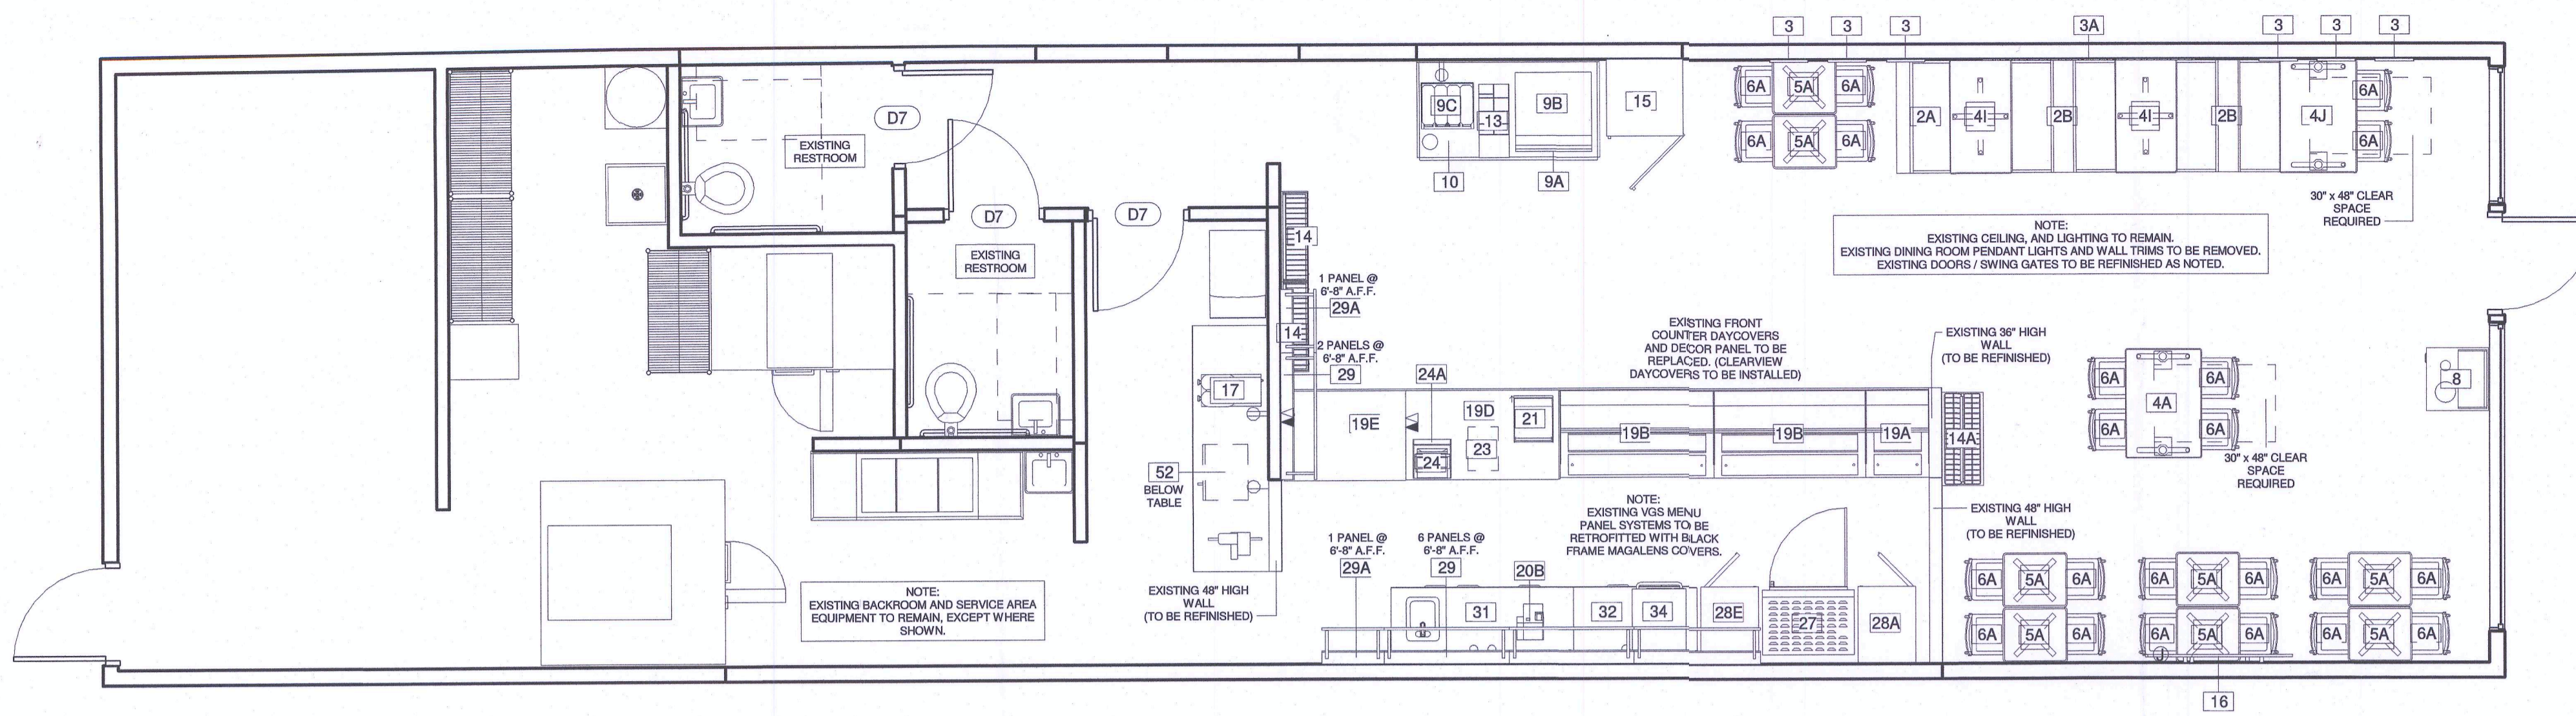 3
3
3
3A
3
3
3
9C
13
9B
15
10
9A
6A
5A
6A
6A
5A
6A
2A
4I
2B
4I
2B
4J
6A
6A
30" x 48" CLEAR
SPACE
REQUIRED
D7
EXISTING
RESTROOM
D7
D7
EXISTING
RESTROOM
NOTE:
EXISTING CEILING, AND LIGHTING TO REMAIN.
EXISTING DINING ROOM PENDANT LIGHTS AND WALL TRIMS TO BE REMOVED.
EXISTING DOORS / SWING GATES TO BE REFINISHED AS NOTED.
14
1 PANEL @
6'-8" A.F.F.
29A
14
2 PANELS @
6'-8" A.F.F.
29
EXISTING FRONT
COUNTER DAYCOVERS
AND DECOR PANEL TO BE
REPLACED. (CLEARVIEW
DAYCOVERS TO BE INSTALLED)
EXISTING 36" HIGH
WALL
(TO BE REFINISHED)
17
24A
19E
19D
21
24
23
19B
19B
19A
14A
6A
6A
4A
6A
6A
8
30" x 48" CLEAR
SPACE
REQUIRED
52
BELOW
TABLE
NOTE:
EXISTING VGS MENU
PANEL SYSTEMS TO BE
RETROFITTED WITH BLACK
FRAME MAGALENS COVERS.
EXISTING 48" HIGH
WALL
(TO BE REFINISHED)
1 PANEL @
6'-8" A.F.F.
29A
6 PANELS @
6'-8" A.F.F.
29
20B
31
32
34
28E
27
28A
6A
5A
6A
6A
5A
6A
6A
5A
6A
6A
5A
6A
6A
5A
6A
6A
5A
6A
J
16
NOTE:
EXISTING BACKROOM AND SERVICE AREA
EQUIPMENT TO REMAIN, EXCEPT WHERE
SHOWN.
EXISTING 48" HIGH
WALL
(TO BE REFINISHED)